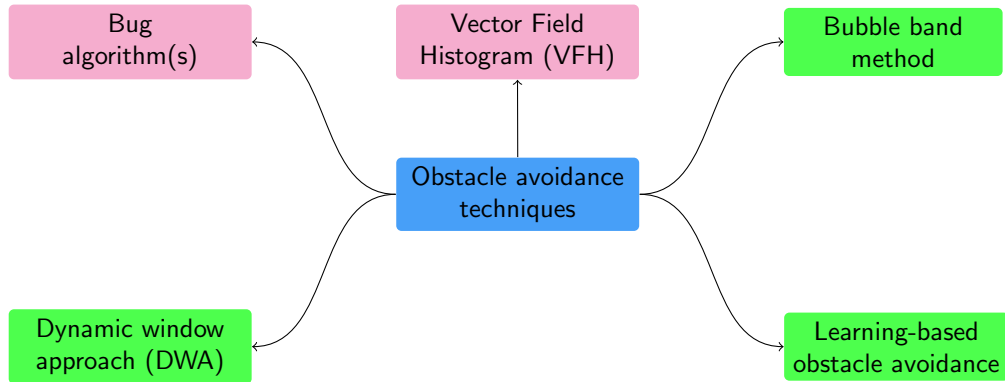 Bug
algorithm(s)
Vector Field
Histogram (VFH)
Bubble band
method
Obstacle avoidance
techniques
Dynamic window
approach (DWA)
Learning-based
obstacle avoidance